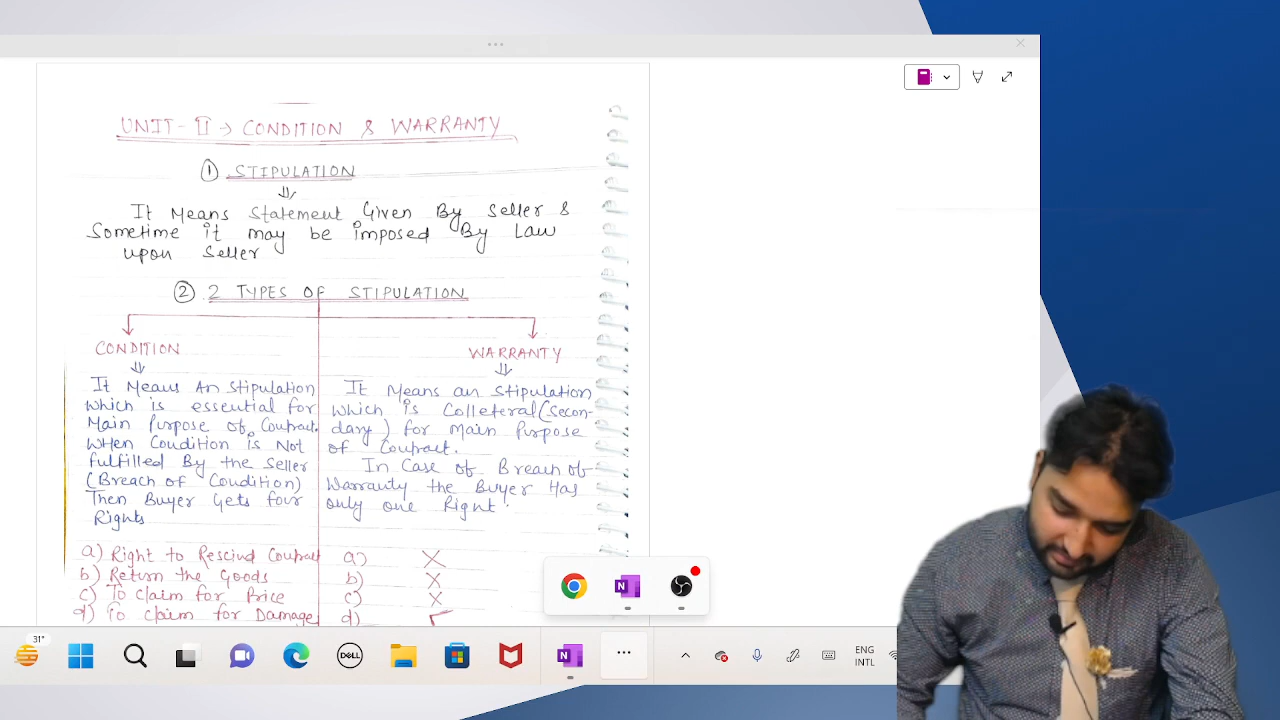 UNIT-II → CONDITION & WARRANTY
① STIPULATION
It Means Statement Given By Seller &
Sometime it may be imposed By Law
upon Seller
② 2 TYPES OF STIPULATION
CONDITION
It Means An Stipulation
which is essential for
Main Purpose of Contract.
WHen Condition is Not
fulfilled By the Seller
(Breach of Condition)
Then Buyer Gets four
Rights
a) Right to Rescind Contract
b) Return the Goods
c) To claim for Price
d) To claim for Damage
WARRANTY
It Means an Stipulation
which is Colleteral (Secon-
dary) for Main Purpose
of Contract.
In Case of Breach of
Warranty the Buyer Has
only one Right.
a) X
b) X
c) X
d)
31°
DELL
N
N
ENG
INTL